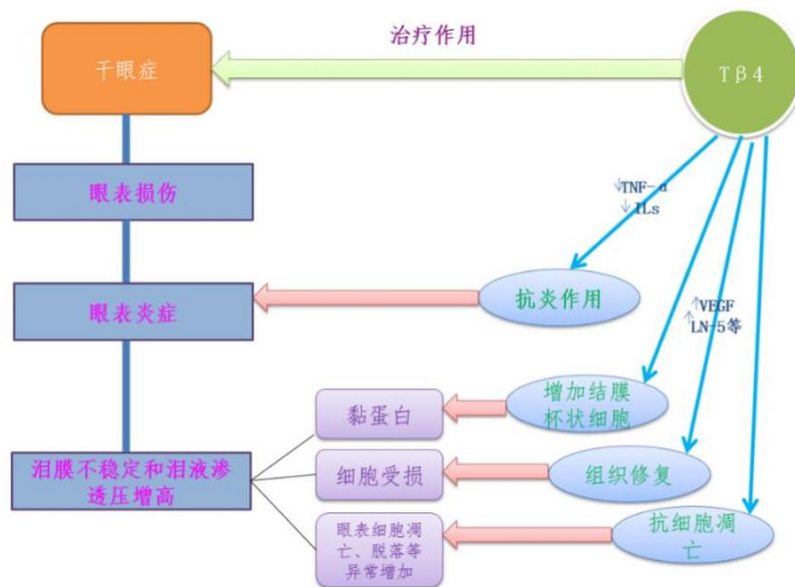 治疗作用
干眼症
Tβ4
眼表损伤
↓TNF-α
↓ILs
眼表炎症
抗炎作用
↑VEGF
↑LN-5等
黏蛋白
增加结膜
杯状细胞
泪膜不稳定和泪液渗
透压增高
细胞受损
组织修复
眼表细胞凋
亡、脱落等
异常增加
抗细胞凋
亡